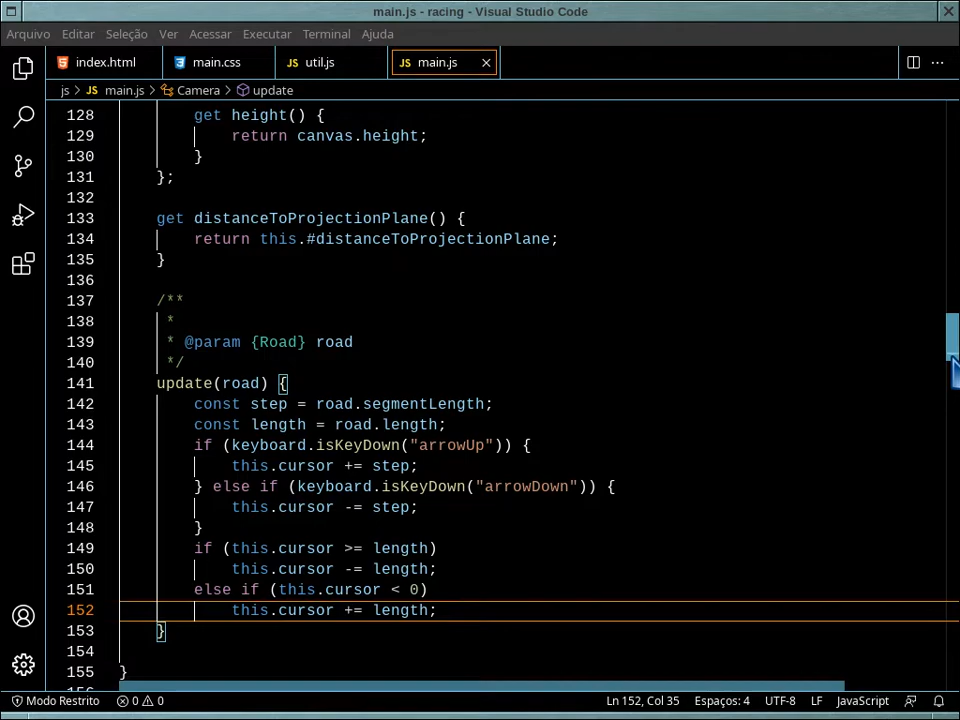 main.js - racing - Visual Studio Code
Arquivo Editar Seleção Ver Acessar Executar Terminal Ajuda
index.html main.css JS util.js JS main.js
js > JS main.js > Camera > update
128 get height() {
129 return canvas.height;
130 }
131 };
132
133 get distanceToProjectionPlane() {
134 return this.#distanceToProjectionPlane;
135 }
136
137 /**
138 *
139 * @param {Road} road
140 */
141 update(road) {
142 const step = road.segmentLength;
143 const length = road.length;
144 if (keyboard.isKeyDown("arrowUp")) {
145 this.cursor += step;
146 } else if (keyboard.isKeyDown("arrowDown")) {
147 this.cursor -= step;
148 }
149 if (this.cursor >= length)
150 this.cursor -= length;
151 else if (this.cursor < 0)
152 this.cursor += length;
153 }
154
155 }
Modo Restrito 0 0 Ln 152, Col 35 Espaços: 4 UTF-8 LF JavaScript